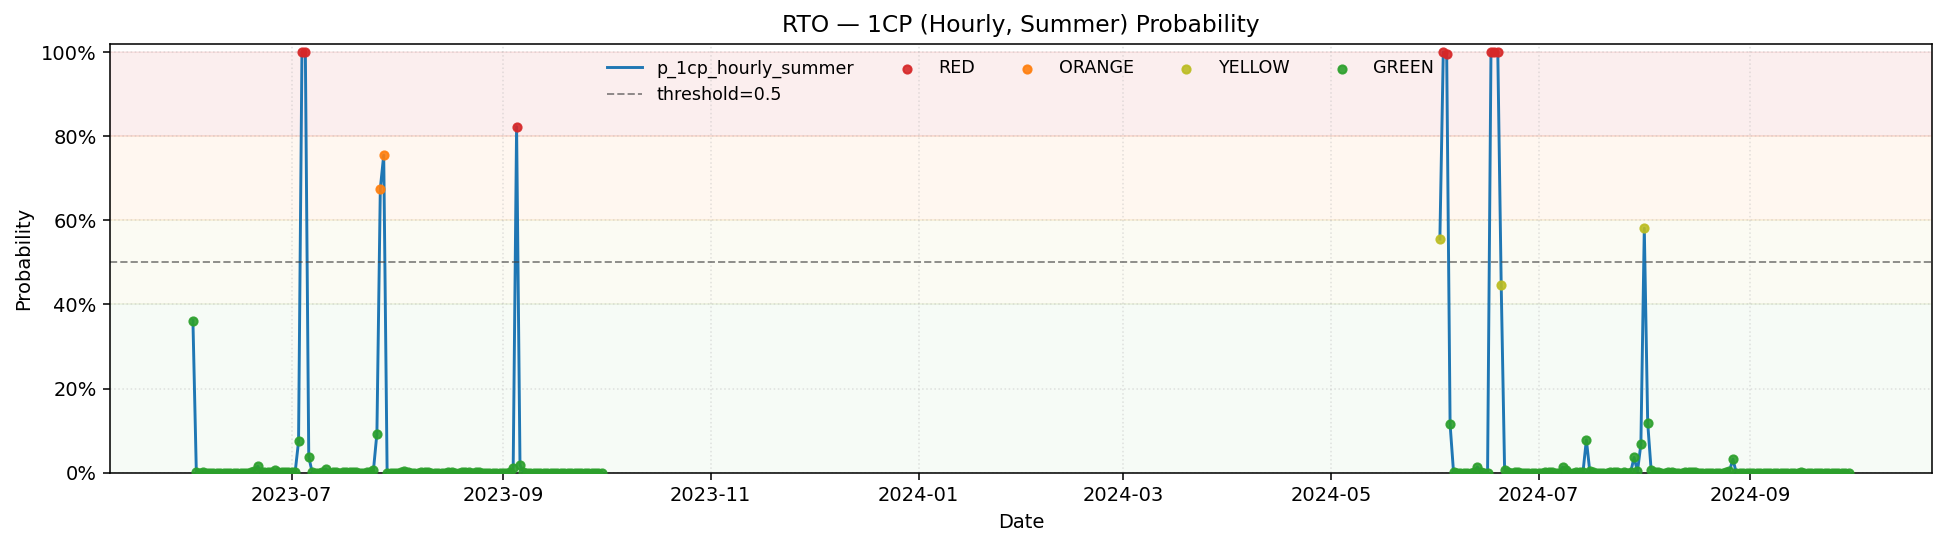 RTO — 1CP (Hourly, Summer) Probability
100%
80%
60%
40%
20%
0%
Probability
p_1cp_hourly_summer
threshold=0.5
RED
ORANGE
YELLOW
GREEN
2023-07
2023-09
2023-11
2024-01
2024-03
2024-05
2024-07
2024-09
Date